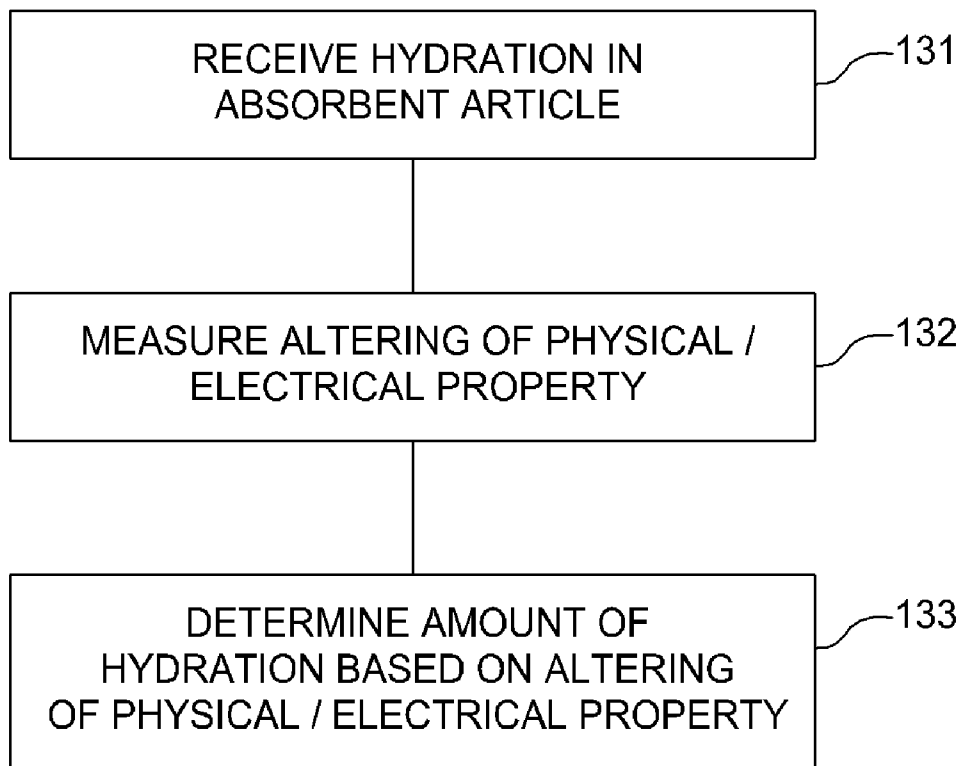 RECEIVE HYDRATION IN
ABSORBENT ARTICLE
131
MEASURE ALTERING OF PHYSICAL /
ELECTRICAL PROPERTY
132
DETERMINE AMOUNT OF
HYDRATION BASED ON ALTERING
OF PHYSICAL / ELECTRICAL PROPERTY
133